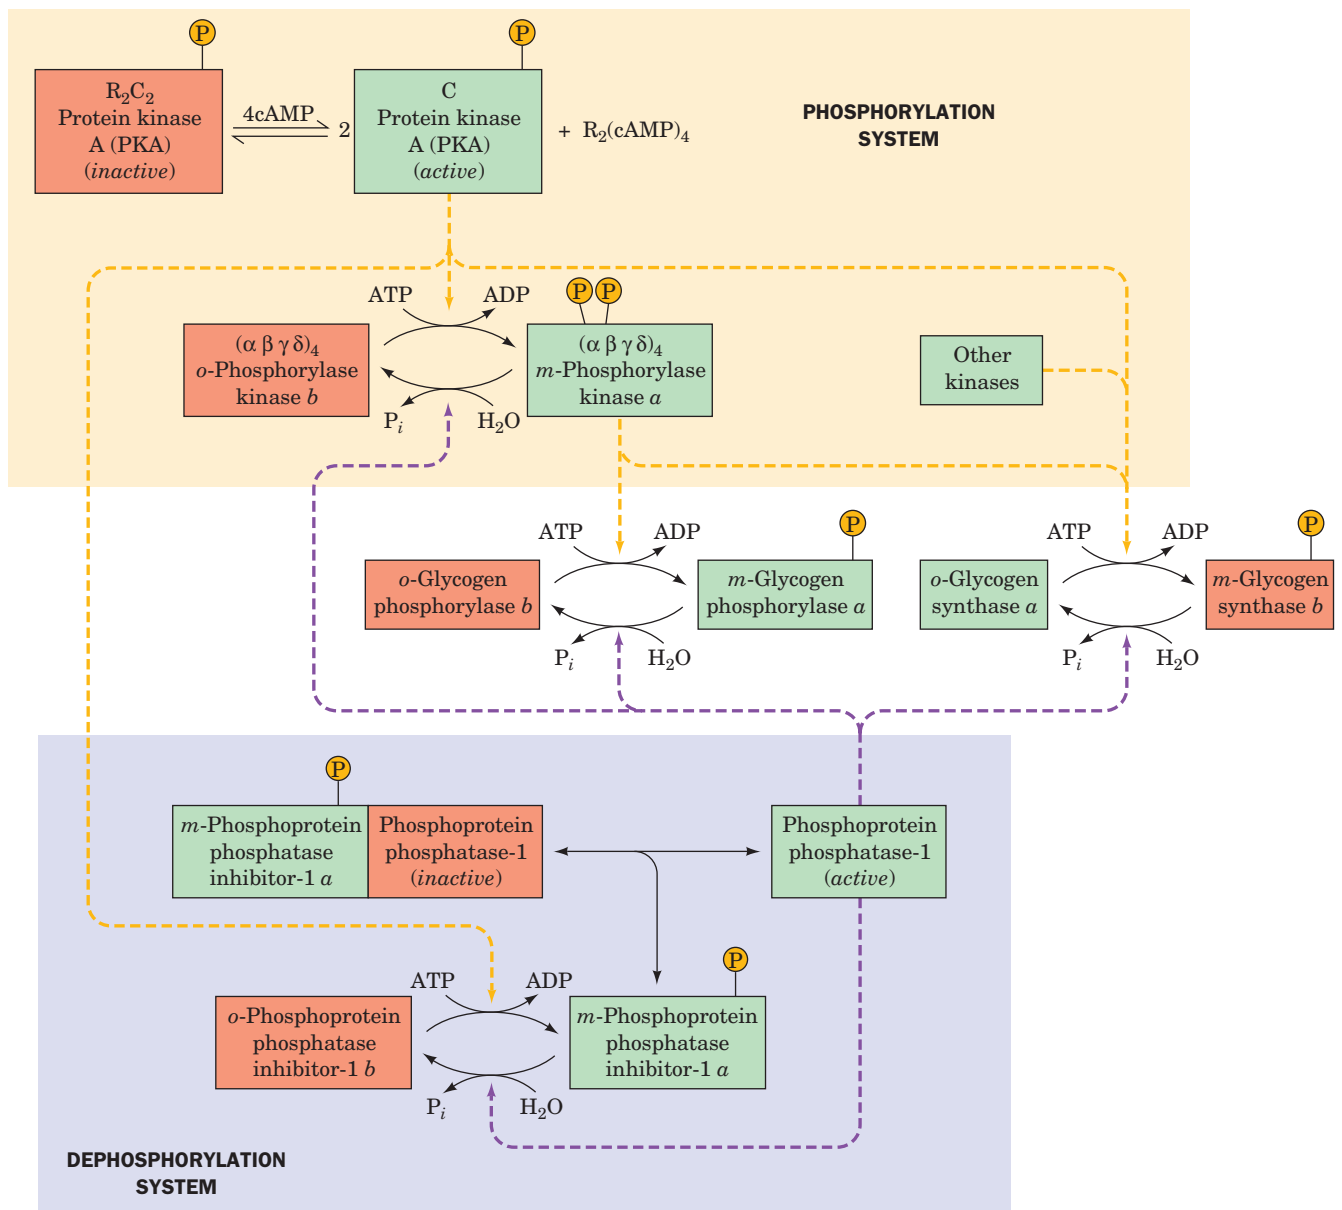 P
P
R₂C₂
Protein kinase
A (PKA)
(inactive)
4cAMP
2
C
Protein kinase
A (PKA)
(active)
+ R₂(cAMP)₄
PHOSPHORYLATION
SYSTEM
ATP
ADP
P
P
(α β γ δ)₄
o-Phosphorylase
kinase b
(α β γ δ)₄
m-Phosphorylase
kinase a
Pᵢ
H₂O
Other
kinases
ATP
ADP
P
o-Glycogen
phosphorylase b
m-Glycogen
phosphorylase a
Pᵢ
H₂O
ATP
ADP
P
o-Glycogen
synthase a
m-Glycogen
synthase b
Pᵢ
H₂O
P
m-Phosphoprotein
phosphatase
inhibitor-1 a
Phosphoprotein
phosphatase-1
(inactive)
Phosphoprotein
phosphatase-1
(active)
ATP
ADP
P
o-Phosphoprotein
phosphatase
inhibitor-1 b
m-Phosphoprotein
phosphatase
inhibitor-1 a
Pᵢ
H₂O
DEPHOSPHORYLATION
SYSTEM